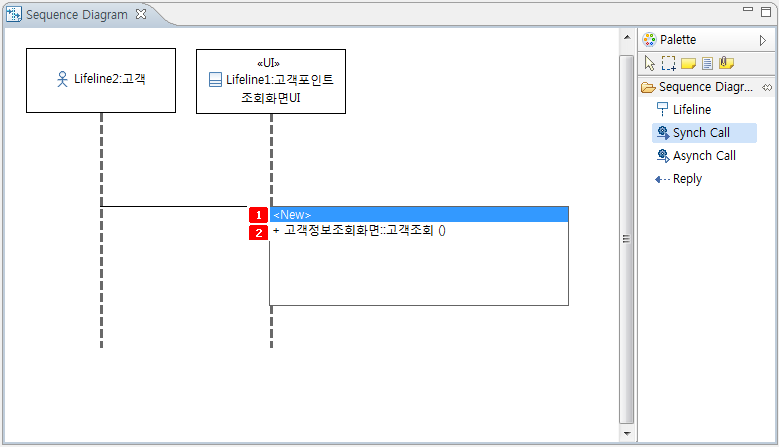 Sequence Diagram
Lifeline2:고객
«UI»
Lifeline1:고객포인트
조회화면UI
1 <New>
2 + 고객정보조회화면::고객조회 ()
Palette
Sequence Diagr...
Lifeline
Synch Call
Asynch Call
Reply